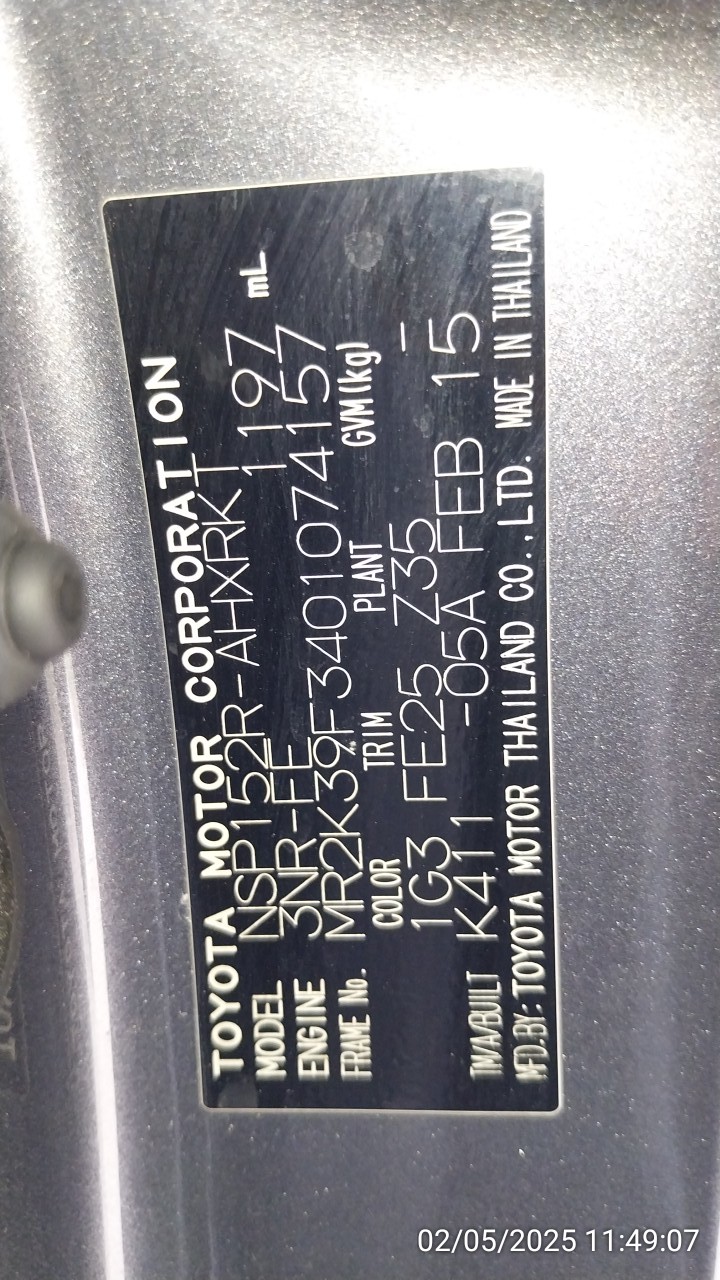 TOYOTA MOTOR CORPORATION
MODEL NSP152R-AHXRKT 1197 mL
ENGINE 3NR-FE
FRAME No. MR2K39F3401074157
COLOR TRIM PLANT GVM(kg)
1G3 FE25 Z35 –
TM/A/BUILT K411 -05A FEB 15
MFD.BY: TOYOTA MOTOR THAILAND CO.,LTD. MADE IN THAILAND
02/05/2025 11:49:07